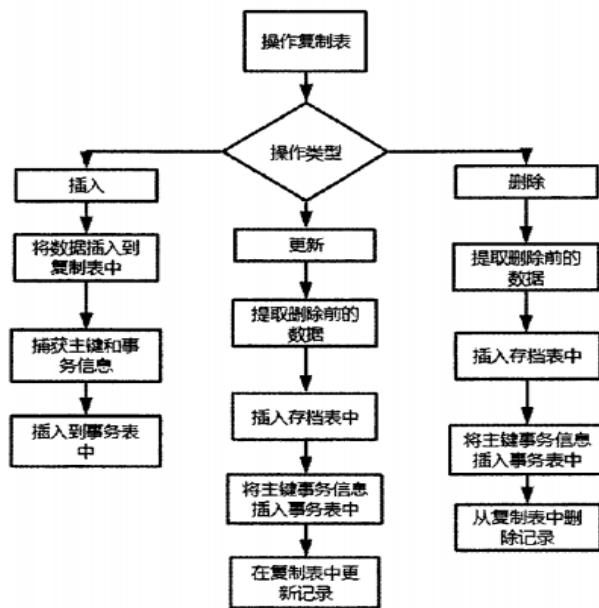 操作复制表
操作类型
插入
将数据插入到
复制表中
捕获主键和事
务信息
插入到事务表
中
更新
提取删除前的
数据
插入存档表中
将主键事务信息
插入事务表中
在复制表中更
新记录
删除
提取删除前的
数据
插入存档表中
将主键事务信息
插入事务表中
从复制表中删
除记录